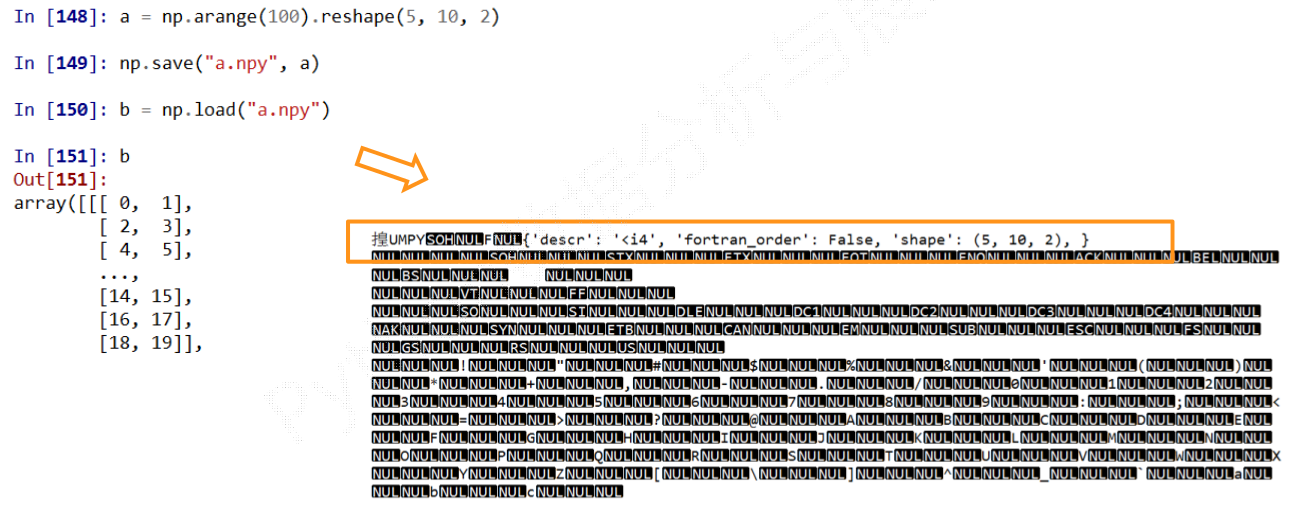 In [148]: a = np.arange(100).reshape(5, 10, 2)
In [149]: np.save("a.npy", a)
In [150]: b = np.load("a.npy")
In [151]: b
Out[151]:
array([[[ 0, 1],
[ 2, 3],
[ 4, 5],
...,
[14, 15],
[16, 17],
[18, 19]],
揘UMPYSOHNULFNUL{'descr': '<i4', 'fortran_order': False, 'shape': (5, 10, 2), }
NULNULNULNULSOHNULNULNULSTXNULNULNULETXNULNULNULEOTNULNULNULENQNULNULNULACKNULNULNULBELNULNUL
NULBSNULNULNUL NULNULNUL
NULNULNULVTNULNULNULFFNULNULNUL
NULNULNULSONULNULNULSINULNULNULDLENULNULNULDC1NULNULNULDC2NULNULNULDC3NULNULNULDC4NULNULNUL
NAKNULNULNULSYNNULNULNULETBNULNULNULCANNULNULNULEMNULNULNULSUBNULNULNULESCNULNULNULFSNULNUL
NULGSNULNULNULRSNULNULNULUSNULNULNUL
NULNULNUL!NULNULNUL"NULNULNUL#NULNULNUL$NULNULNUL%NULNULNUL&NULNULNUL'NULNULNUL(NULNULNUL)NUL
NULNUL*NULNULNUL+NULNULNUL,NULNULNUL-NULNULNUL.NULNULNUL/NULNULNUL0NULNULNUL1NULNULNUL2NULNUL
NUL3NULNULNUL4NULNULNUL5NULNULNUL6NULNULNUL7NULNULNUL8NULNULNUL9NULNULNUL:NULNULNUL;NULNULNUL<
NULNULNUL=NULNULNUL>NULNULNUL?NULNULNUL@NULNULNULANULNULNULBNULNULNULCNULNULNULDNULNULNULENUL
NULNULFNULNULNULGNULNULNULHNULNULNULINULNULNULJNULNULNULKNULNULNULLNULNULNULMNULNULNULNNULNUL
NULONULNULNULPNULNULNULQNULNULNULRNULNULNULSNULNULNULTNULNULNULUNULNULNULVNULNULNULWNULNULNULX
NULNULNULYNULNULNULZNULNULNUL[NULNULNUL\NULNULNUL]NULNULNUL^NULNULNUL_NULNULNUL`NULNULNULaNUL
NULNULbNULNULNULcNULNULNUL